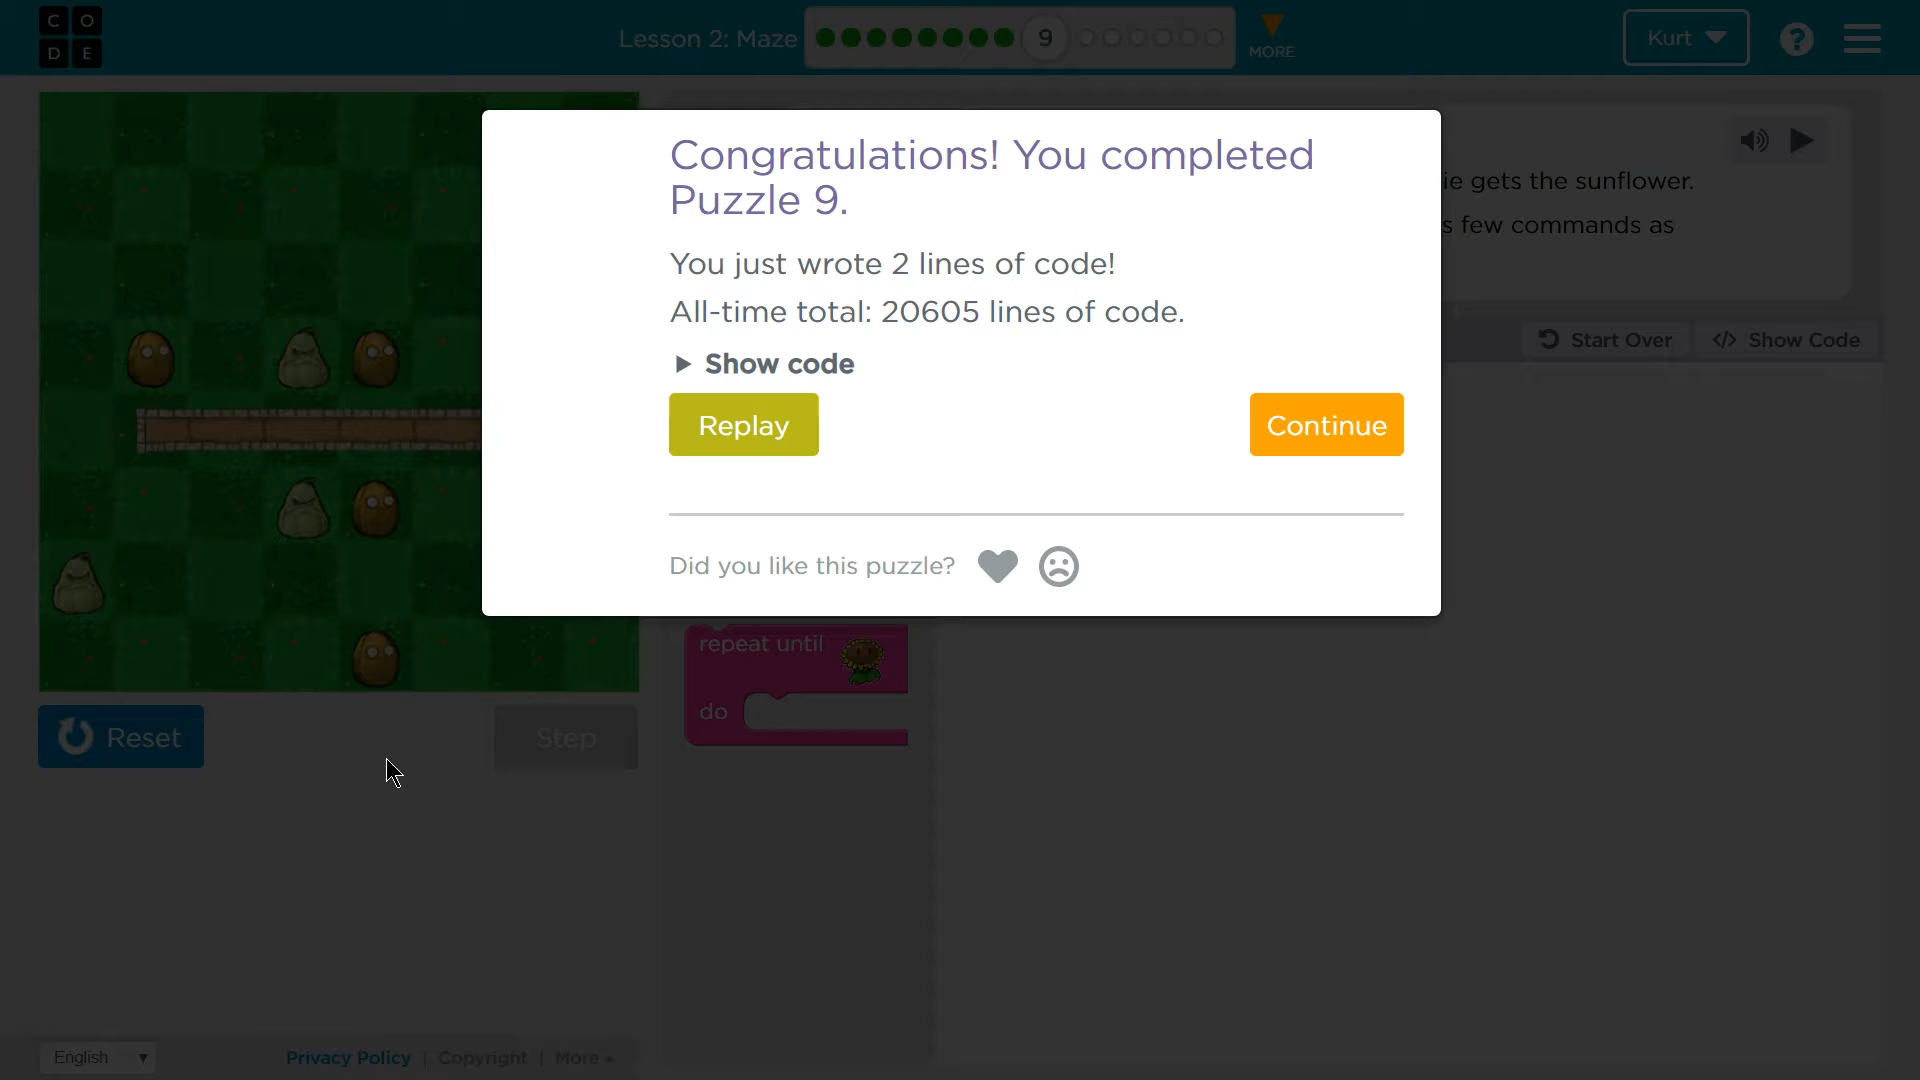 C O
D E
Lesson 2: Maze
9
MORE
Kurt
?
Congratulations! You completed
Puzzle 9.
You just wrote 2 lines of code!
All-time total: 20605 lines of code.
Show code
Replay
Continue
Did you like this puzzle?
ie gets the sunflower.
s few commands as
Start Over
</> Show Code
repeat until
do
Reset
Step
English
Privacy Policy | Copyright | More